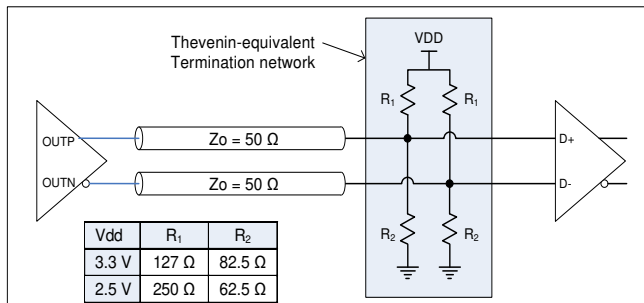 Thevenin-equivalent
Termination network
VDD
R₁ R₁
OUTP
Zo = 50 Ω
D+
OUTN
Zo = 50 Ω
D-
R₂ R₂
Vdd R₁ R₂
3.3 V 127 Ω 82.5 Ω
2.5 V 250 Ω 62.5 Ω